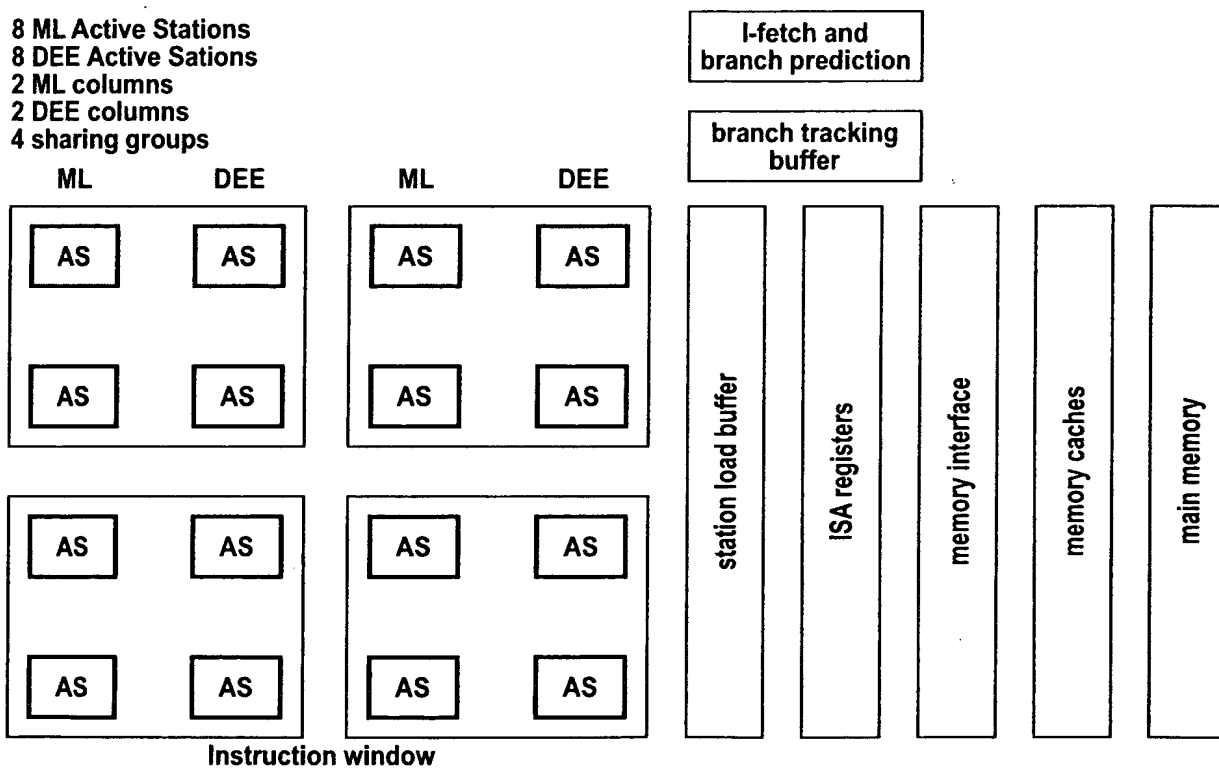 8 ML Active Stations
8 DEE Active Sations
2 ML columns
2 DEE columns
4 sharing groups
I-fetch and
branch prediction
branch tracking
buffer
ML DEE ML DEE
AS AS AS AS
AS AS AS AS
AS AS AS AS
AS AS AS AS
Instruction window
station load buffer
ISA registers
memory interface
memory caches
main memory